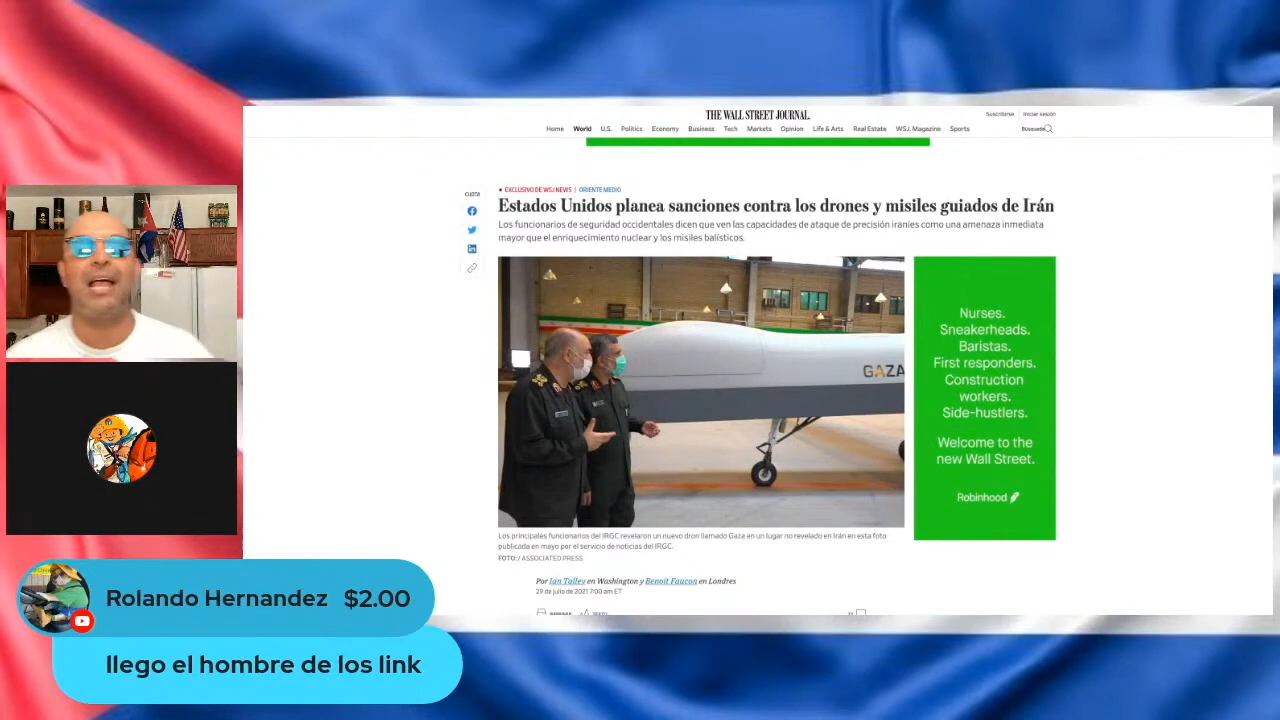 THE WALL STREET JOURNAL.
Suscribirse
Iniciar sesión
Home World U.S. Politics Economy Business Tech Markets Opinion Life & Arts Real Estate WSJ. Magazine Sports
Búsqueda
CUOTA
EXCLUSIVO DE WSJ NEWS | ORIENTE MEDIO
Estados Unidos planea sanciones contra los drones y misiles guiados de Irán
Los funcionarios de seguridad occidentales dicen que ven las capacidades de ataque de precisión iraníes como una amenaza inmediata
mayor que el enriquecimiento nuclear y los misiles balísticos.
GAZA
Nurses.
Sneakerheads.
Baristas.
First responders.
Construction
workers.
Side-hustlers.
Welcome to the
new Wall Street.
Robinhood
Los principales funcionarios del IRGC revelaron un nuevo dron llamado Gaza en un lugar no revelado en Irán en esta foto
publicada en mayo por el servicio de noticias del IRGC.
FOTO: / ASSOCIATED PRESS
Por Ian Talley en Washington y Benoit Faucon en Londres
29 de julio de 2021 7:00 am ET
Rolando Hernandez $2.00
llego el hombre de los link